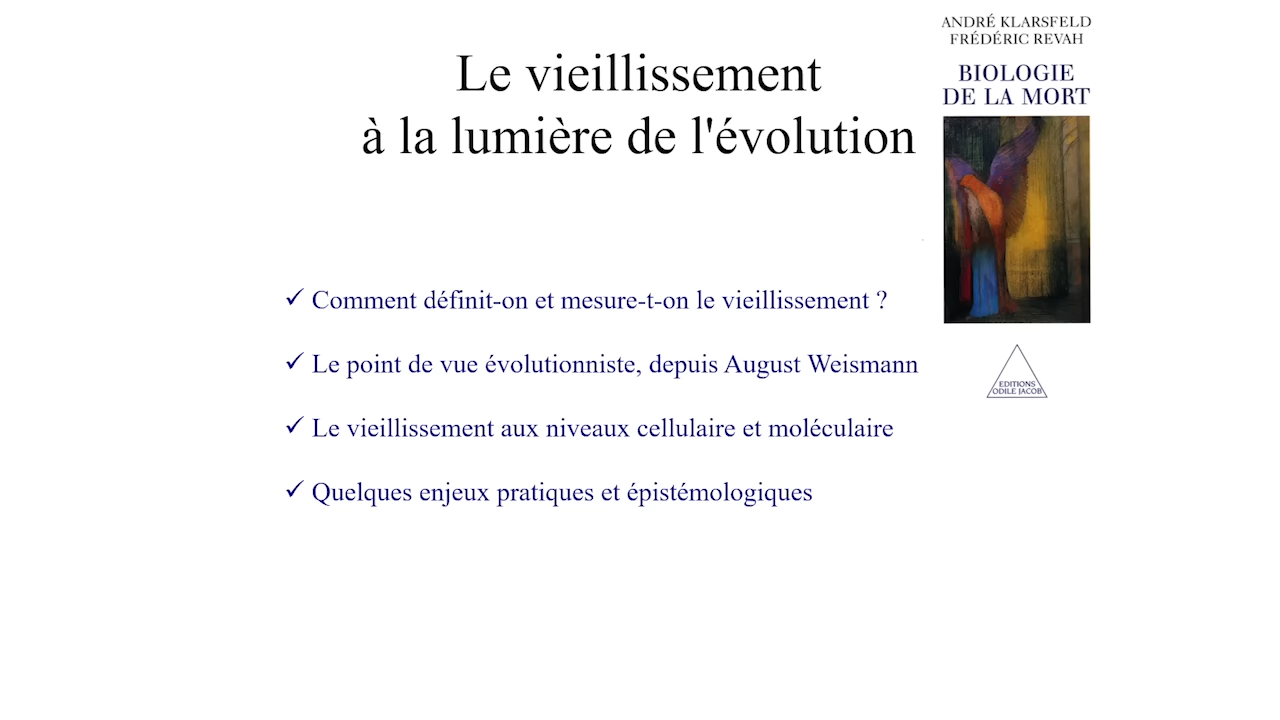 Le vieillissement
à la lumière de l'évolution
ANDRÉ KLARSFELD
FRÉDÉRIC REVAH
BIOLOGIE
DE LA MORT
EDITIONS
ODILE JACOB
✓ Comment définit-on et mesure-t-on le vieillissement ?
✓ Le point de vue évolutionniste, depuis August Weismann
✓ Le vieillissement aux niveaux cellulaire et moléculaire
✓ Quelques enjeux pratiques et épistémologiques